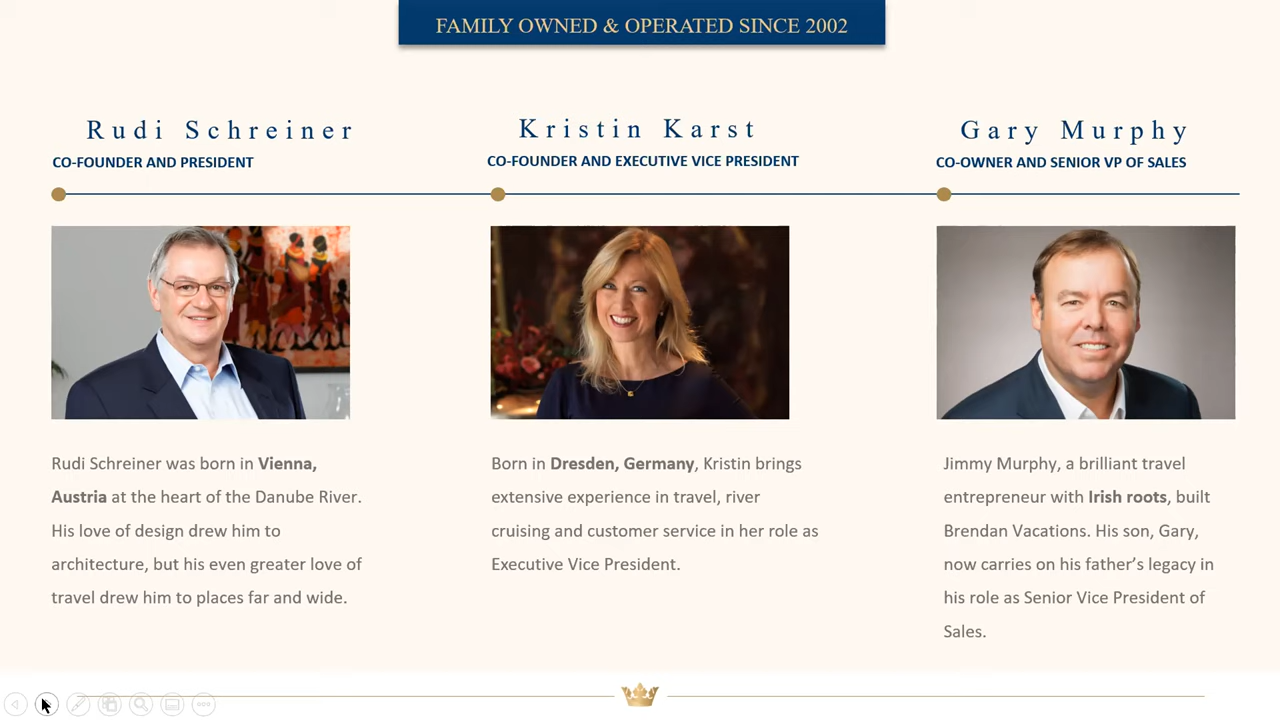 FAMILY OWNED & OPERATED SINCE 2002
Rudi Schreiner
CO-FOUNDER AND PRESIDENT
Rudi Schreiner was born in Vienna,
Austria at the heart of the Danube River.
His love of design drew him to
architecture, but his even greater love of
travel drew him to places far and wide.
Kristin Karst
CO-FOUNDER AND EXECUTIVE VICE PRESIDENT
Born in Dresden, Germany, Kristin brings
extensive experience in travel, river
cruising and customer service in her role as
Executive Vice President.
Gary Murphy
CO-OWNER AND SENIOR VP OF SALES
Jimmy Murphy, a brilliant travel
entrepreneur with Irish roots, built
Brendan Vacations. His son, Gary,
now carries on his father’s legacy in
his role as Senior Vice President of
Sales.